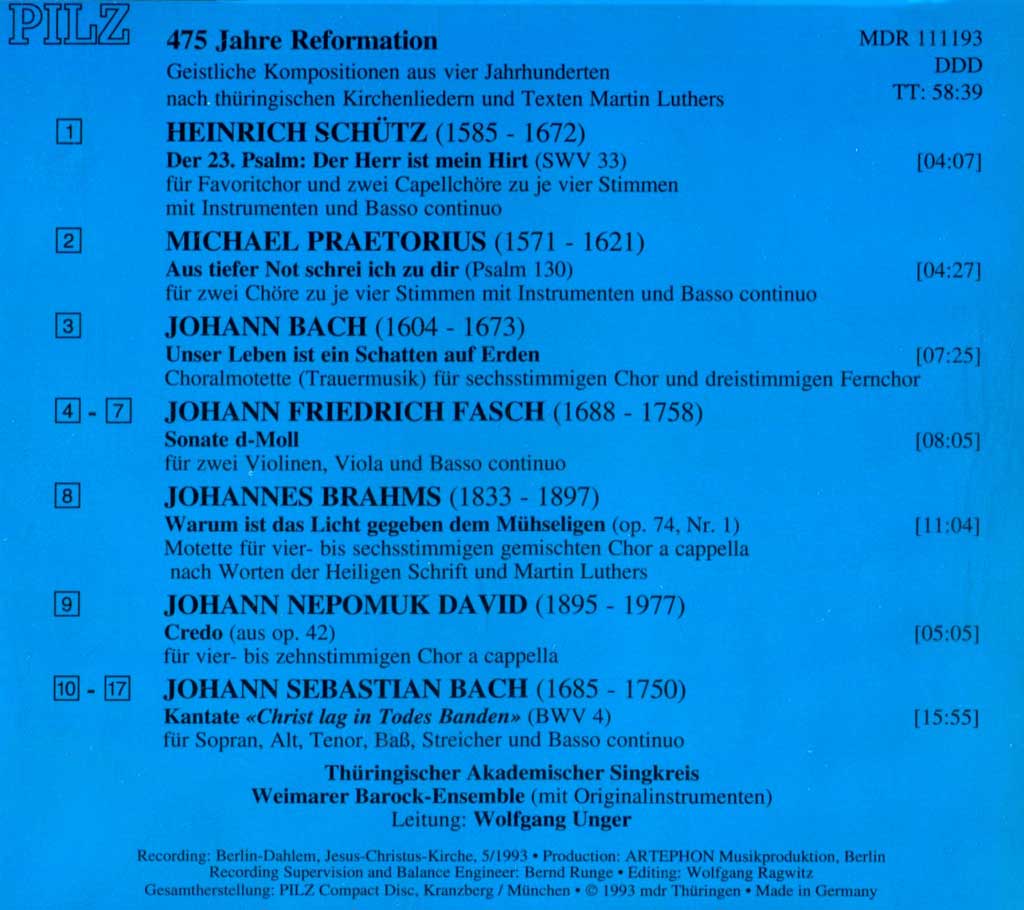 PILZ
475 Jahre Reformation MDR 111193
Geistliche Kompositionen aus vier Jahrhunderten DDD
nach thüringischen Kirchenliedern und Texten Martin Luthers TT: 58:39
1 HEINRICH SCHÜTZ (1585 - 1672)
Der 23. Psalm: Der Herr ist mein Hirt (SWV 33) [04:07]
für Favoritchor und zwei Capellchöre zu je vier Stimmen
mit Instrumenten und Basso continuo
2 MICHAEL PRAETORIUS (1571 - 1621)
Aus tiefer Not schrei ich zu dir (Psalm 130) [04:27]
für zwei Chöre zu je vier Stimmen mit Instrumenten und Basso continuo
3 JOHANN BACH (1604 - 1673)
Unser Leben ist ein Schatten auf Erden [07:25]
Choralmotette (Trauermusik) für sechsstimmigen Chor und dreistimmigen Fernchor
4 - 7 JOHANN FRIEDRICH FASCH (1688 - 1758)
Sonate d-Moll [08:05]
für zwei Violinen, Viola und Basso continuo
8 JOHANNES BRAHMS (1833 - 1897)
Warum ist das Licht gegeben dem Mühseligen (op. 74, Nr. 1) [11:04]
Motette für vier- bis sechsstimmigen gemischten Chor a cappella
nach Worten der Heiligen Schrift und Martin Luthers
9 JOHANN NEPOMUK DAVID (1895 - 1977)
Credo (aus op. 42) [05:05]
für vier- bis zehnstimmigen Chor a cappella
10 - 17 JOHANN SEBASTIAN BACH (1685 - 1750)
Kantate «Christ lag in Todes Banden» (BWV 4) [15:55]
für Sopran, Alt, Tenor, Baß, Streicher und Basso continuo
Thüringischer Akademischer Singkreis
Weimarer Barock-Ensemble (mit Originalinstrumenten)
Leitung: Wolfgang Unger
Recording: Berlin-Dahlem, Jesus-Christus-Kirche, 5/1993 • Production: ARTEPHON Musikproduktion, Berlin
Recording Supervision and Balance Engineer: Bernd Runge • Editing: Wolfgang Ragwitz
Gesamtherstellung: PILZ Compact Disc, Kranzberg / München • © 1993 mdr Thüringen • Made in Germany